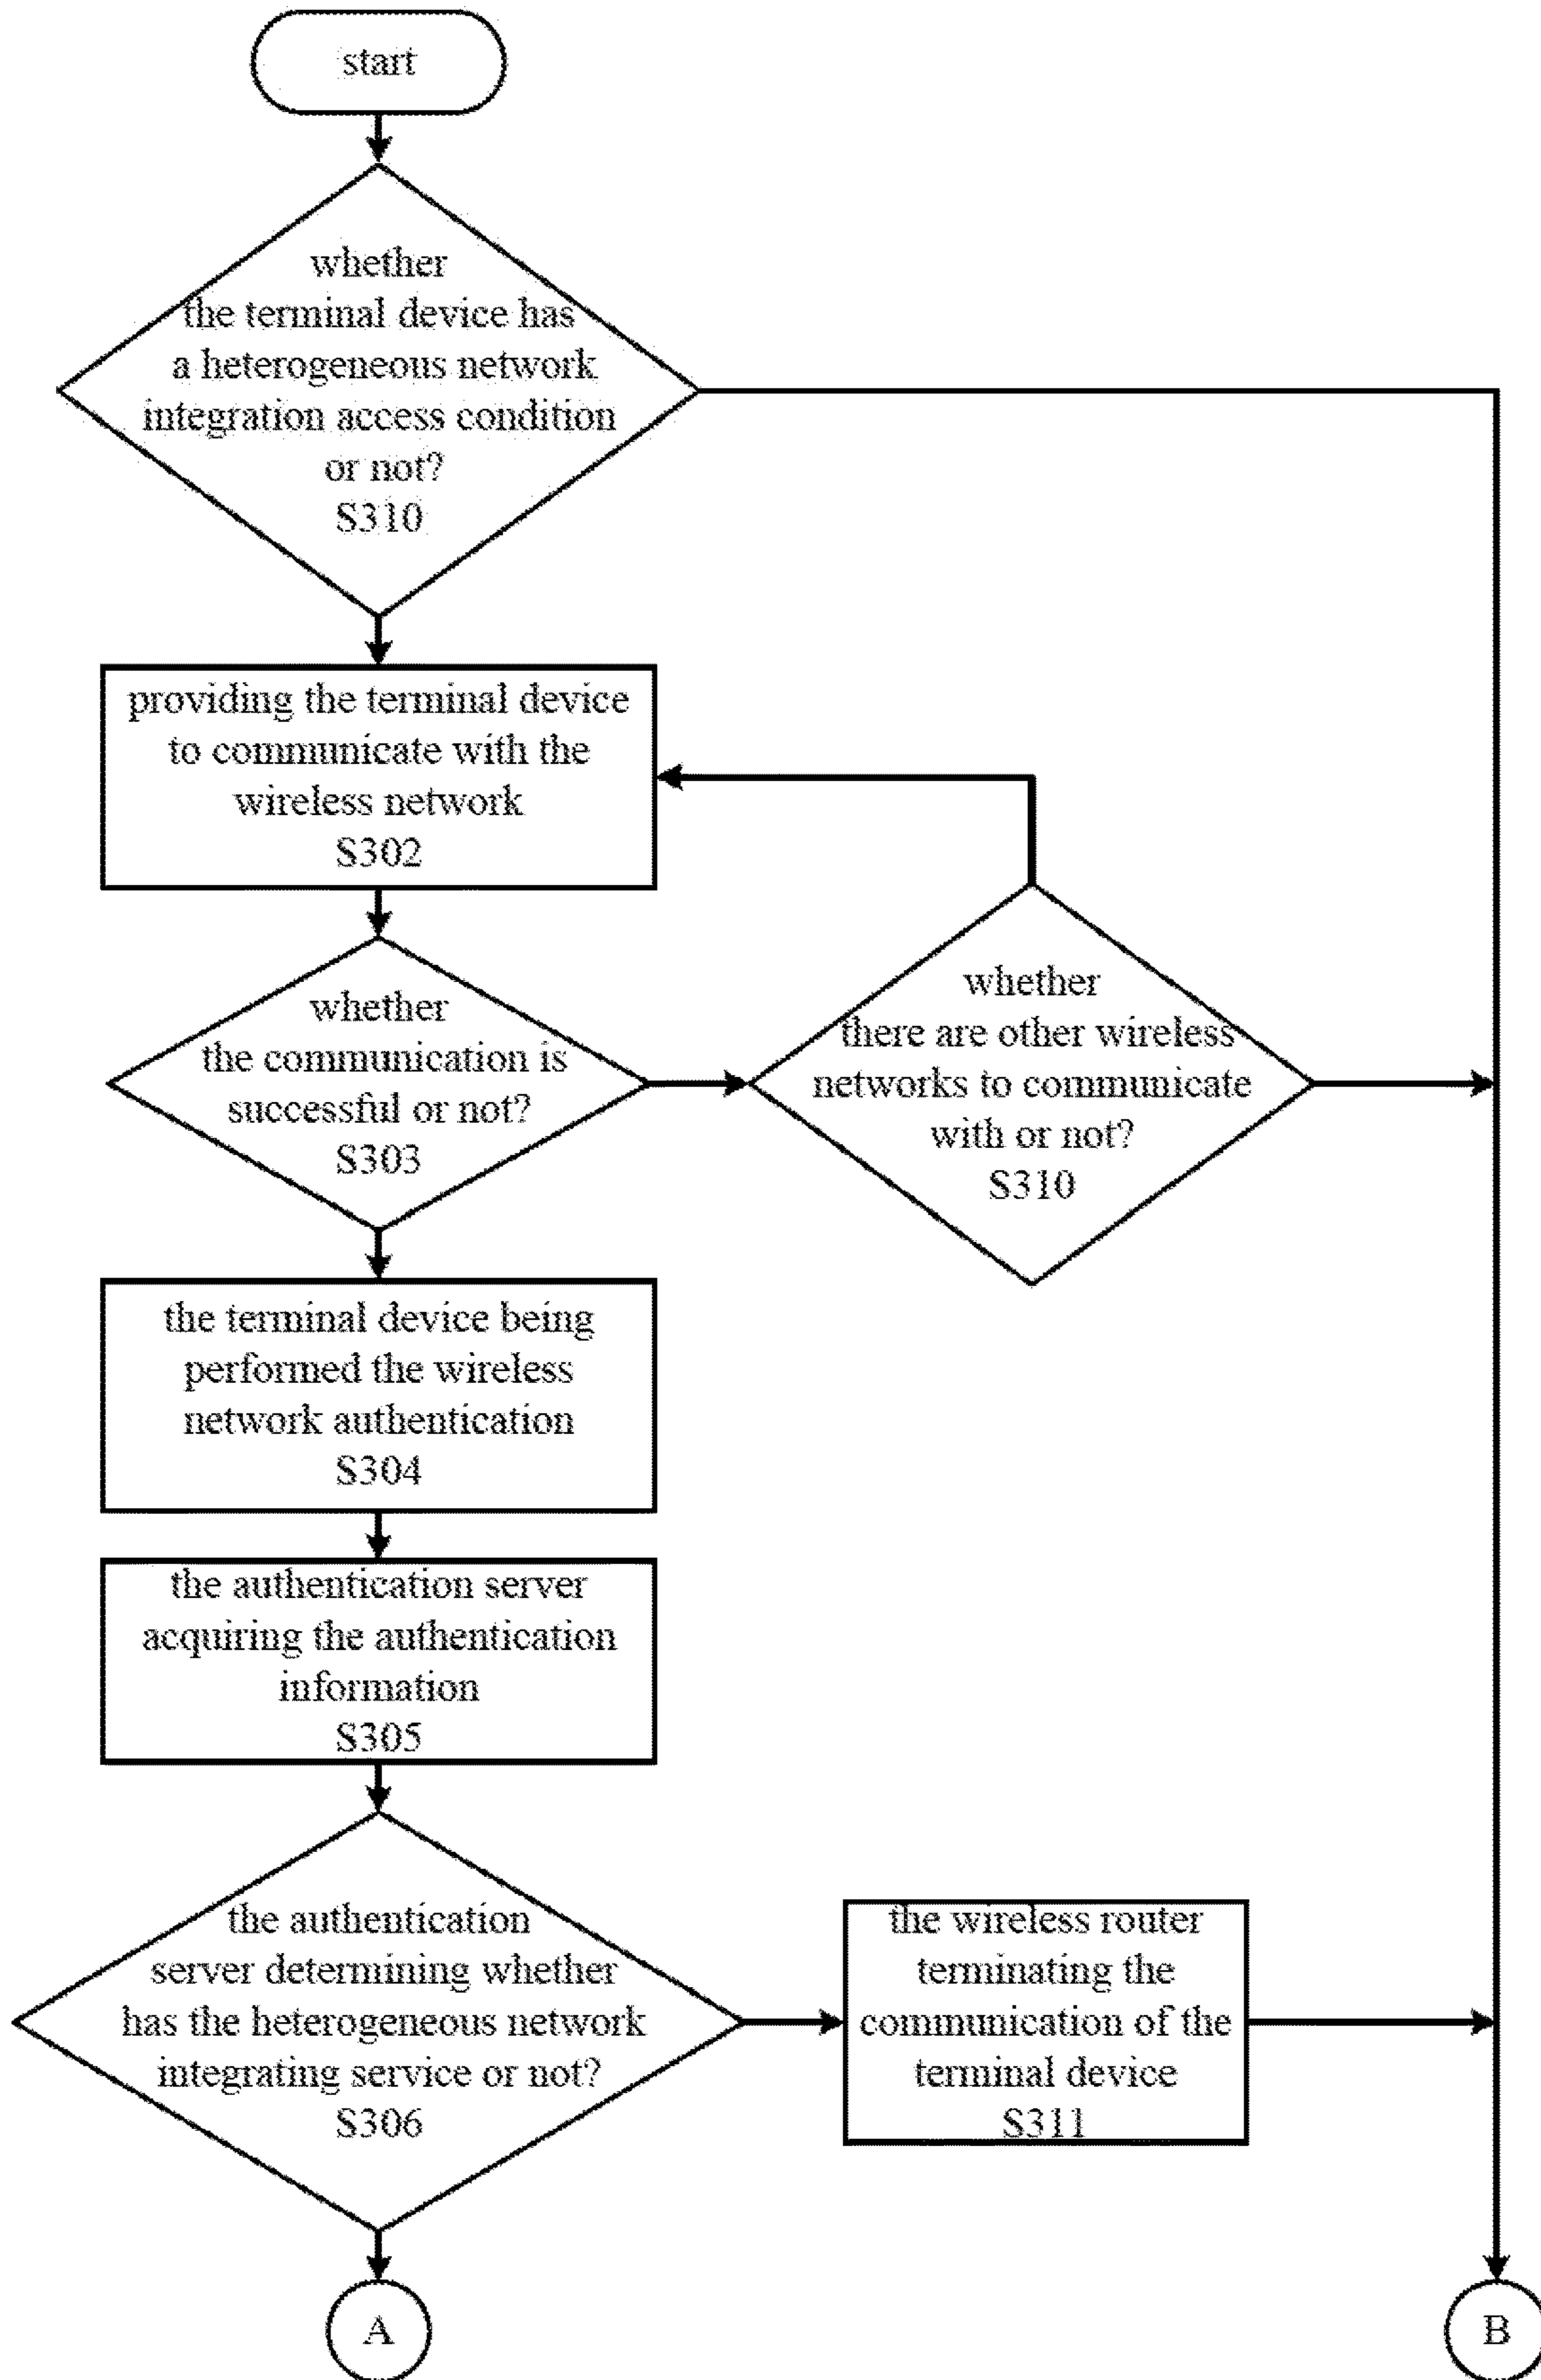 start
whether
the terminal device has
a heterogeneous network
integration access condition
or not?
S310
providing the terminal device
to communicate with the
wireless network
S302
whether
the communication is
successful or not?
S303
whether
there are other wireless
networks to communicate
with or not?
S310
the terminal device being
performed the wireless
network authentication
S304
the authentication server
acquiring the authentication
information
S305
the authentication
server determining whether
has the heterogeneous network
integrating service or not?
S306
the wireless router
terminating the
communication of the
terminal device
S311
A
B